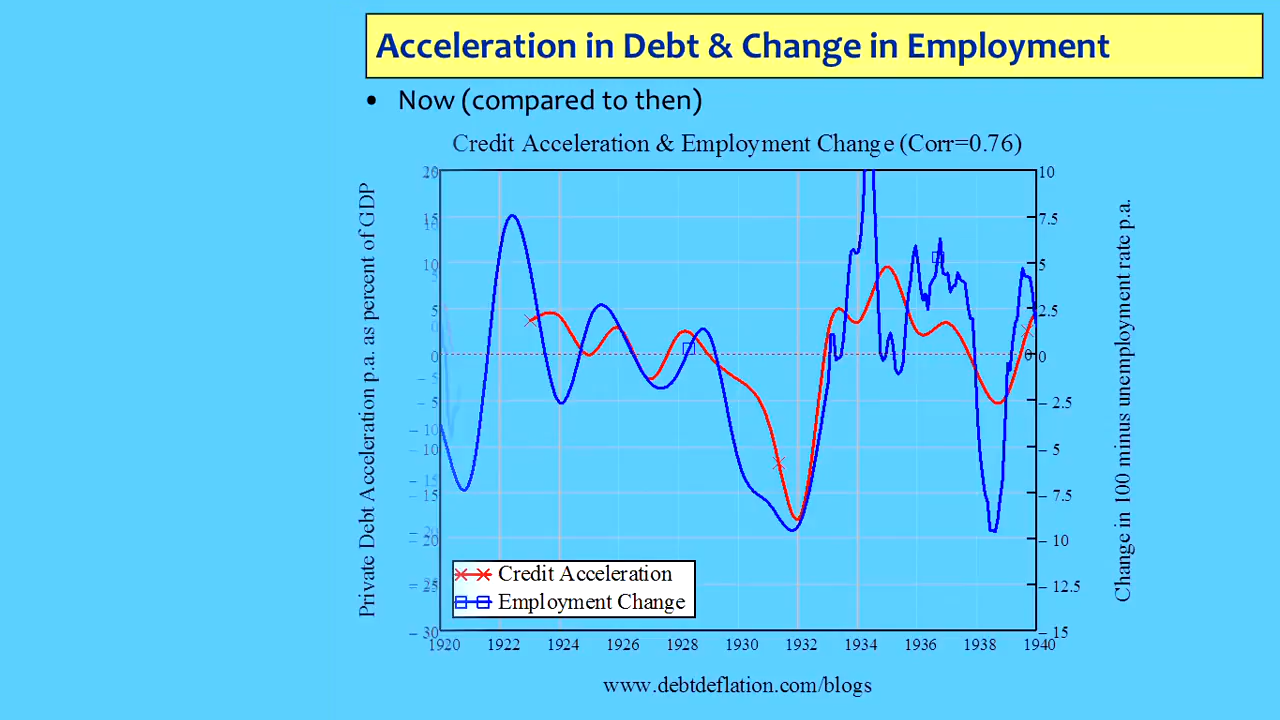 Acceleration in Debt & Change in Employment
• Now (compared to then)
Credit Acceleration & Employment Change (Corr=0.76)
Private Debt Acceleration p.a. as percent of GDP
20
15
10
5
0
– 5
– 10
– 15
– 20
– 25
– 30
10
7.5
5
2.5
0
– 2.5
– 5
– 7.5
– 10
– 12.5
– 15
Change in 100 minus unemployment rate p.a.
Credit Acceleration
Employment Change
1920 1922 1924 1926 1928 1930 1932 1934 1936 1938 1940
www.debtdeflation.com/blogs